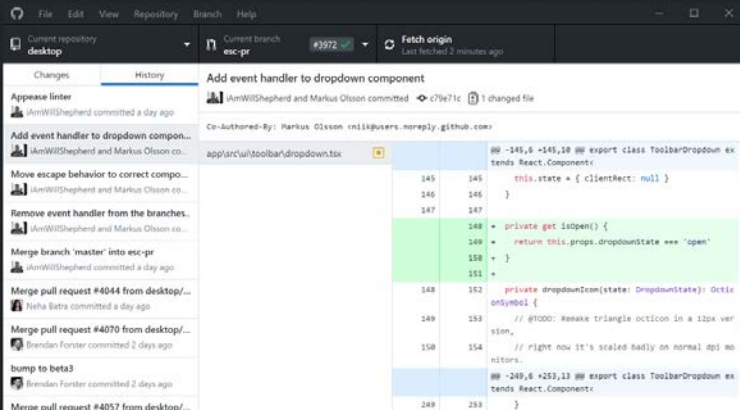 File Edit View Repository Branch Help
Current repository
desktop
Current branch
esc-pr
#3972
Fetch origin
Last fetched 2 minutes ago
Changes
History
Appease linter
iAmWillShepherd committed a day ago
Add event handler to dropdown compon...
iAmWillShepherd and Markus Olsson co...
Move escape behavior to correct compo...
iAmWillShepherd and Markus Olsson co...
Remove event handler from the branches..
iAmWillShepherd and Markus Olsson co...
Merge branch 'master' into esc-pr
iAmWillShepherd committed a day ago
Merge pull request #4044 from desktop/...
Neha Batra committed a day ago
Merge pull request #4070 from desktop/...
Brendan Forster committed 2 days ago
bump to beta3
Brendan Forster committed 2 days ago
Merge pull request #4057 from desktop/...
Add event handler to dropdown component
iAmWillShepherd and Markus Olsson committed c79e71c 1 changed file
Co-Authored-By: Markus Olsson <niik@users.noreply.github.com>
app\src\ui\toolbar\dropdown.tsx
@@ -145,6 +145,10 @@ export class ToolbarDropdown ex
tends React.Component<
145 145 this.state = { clientRect: null }
146 146 }
147 147
148 + private get isOpen() {
149 + return this.props.dropdownState === 'open'
150 + }
151 +
148 152 private dropdownIcon(state: DropdownState): Octic
onSymbol {
149 153 // @TODO: Remake triangle octicon in a 12px ver
sion,
150 154 // right now it's scaled badly on normal dpi mo
nitors.
@@ -249,6 +253,13 @@ export class ToolbarDropdown ex
tends React.Component<
249 253 }